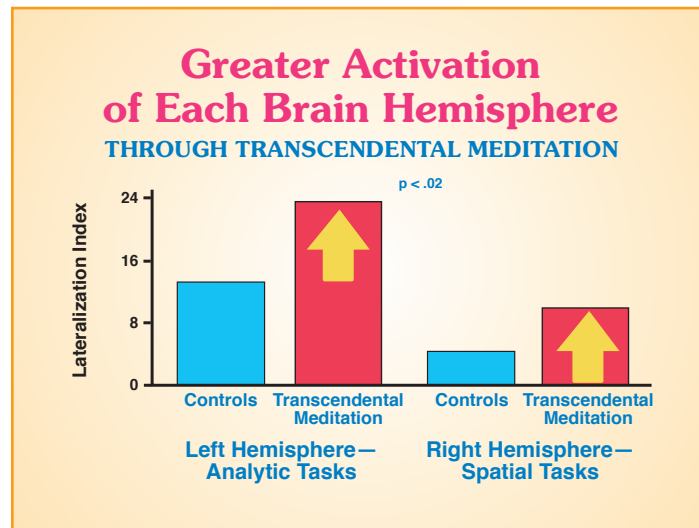 Greater Activation
of Each Brain Hemisphere
THROUGH TRANSCENDENTAL MEDITATION
p < .02
Lateralization Index
24
16
8
0
Controls
Transcendental
Meditation
Controls
Transcendental
Meditation
Left Hemisphere—
Analytic Tasks
Right Hemisphere—
Spatial Tasks